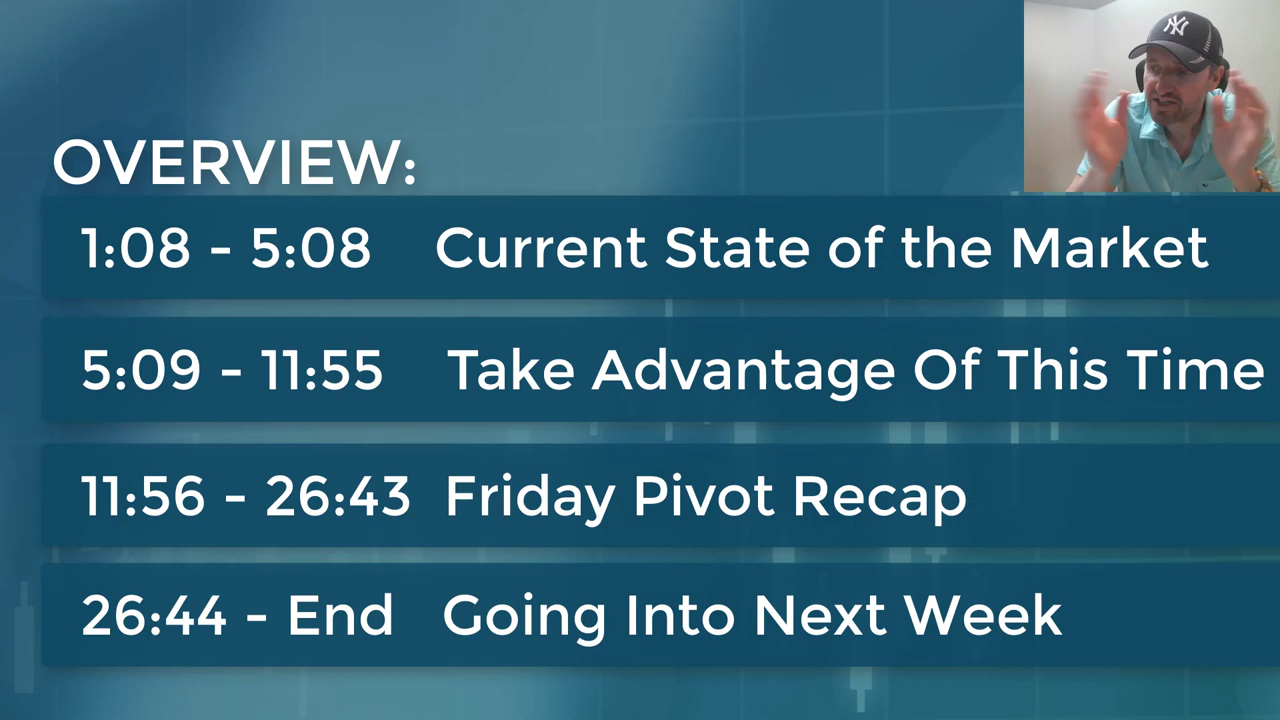 NY
OVERVIEW:
1:08 - 5:08 Current State of the Market
5:09 - 11:55 Take Advantage Of This Time
11:56 - 26:43 Friday Pivot Recap
26:44 - End Going Into Next Week